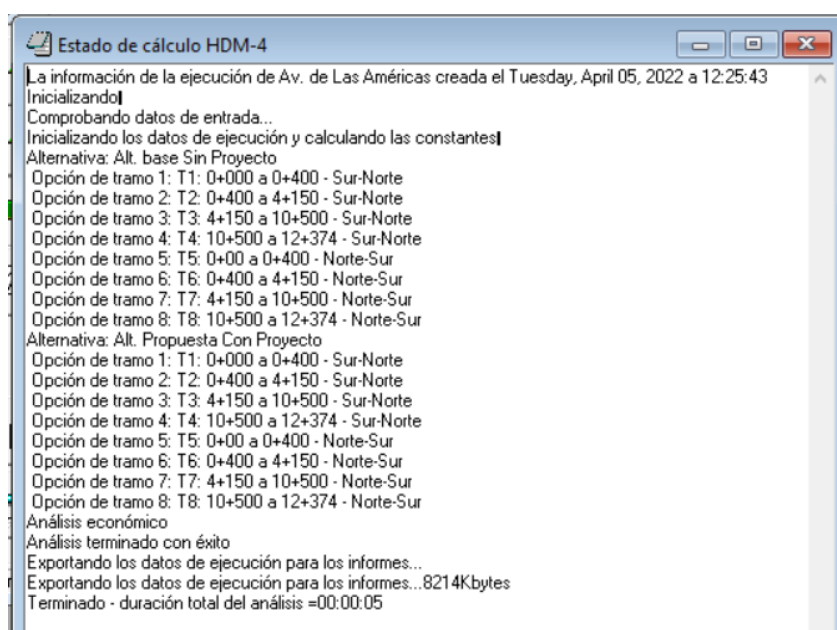 Estado de cálculo HDM-4
La información de la ejecución de Av. de Las Américas creada el Tuesday, April 05, 2022 a 12:25:43
Inicializando
Comprobando datos de entrada...
Inicializando los datos de ejecución y calculando las constantes
Alternativa: Alt. base Sin Proyecto
Opción de tramo 1: T1: 0+000 a 0+400 - Sur-Norte
Opción de tramo 2: T2: 0+400 a 4+150 - Sur-Norte
Opción de tramo 3: T3: 4+150 a 10+500 - Sur-Norte
Opción de tramo 4: T4: 10+500 a 12+374 - Sur-Norte
Opción de tramo 5: T5: 0+00 a 0+400 - Norte-Sur
Opción de tramo 6: T6: 0+400 a 4+150 - Norte-Sur
Opción de tramo 7: T7: 4+150 a 10+500 - Norte-Sur
Opción de tramo 8: T8: 10+500 a 12+374 - Norte-Sur
Alternativa: Alt. Propuesta Con Proyecto
Opción de tramo 1: T1: 0+000 a 0+400 - Sur-Norte
Opción de tramo 2: T2: 0+400 a 4+150 - Sur-Norte
Opción de tramo 3: T3: 4+150 a 10+500 - Sur-Norte
Opción de tramo 4: T4: 10+500 a 12+374 - Sur-Norte
Opción de tramo 5: T5: 0+00 a 0+400 - Norte-Sur
Opción de tramo 6: T6: 0+400 a 4+150 - Norte-Sur
Opción de tramo 7: T7: 4+150 a 10+500 - Norte-Sur
Opción de tramo 8: T8: 10+500 a 12+374 - Norte-Sur
Análisis económico
Análisis terminado con éxito
Exportando los datos de ejecución para los informes...
Exportando los datos de ejecución para los informes...8214Kbytes
Terminado - duración total del análisis =00:00:05